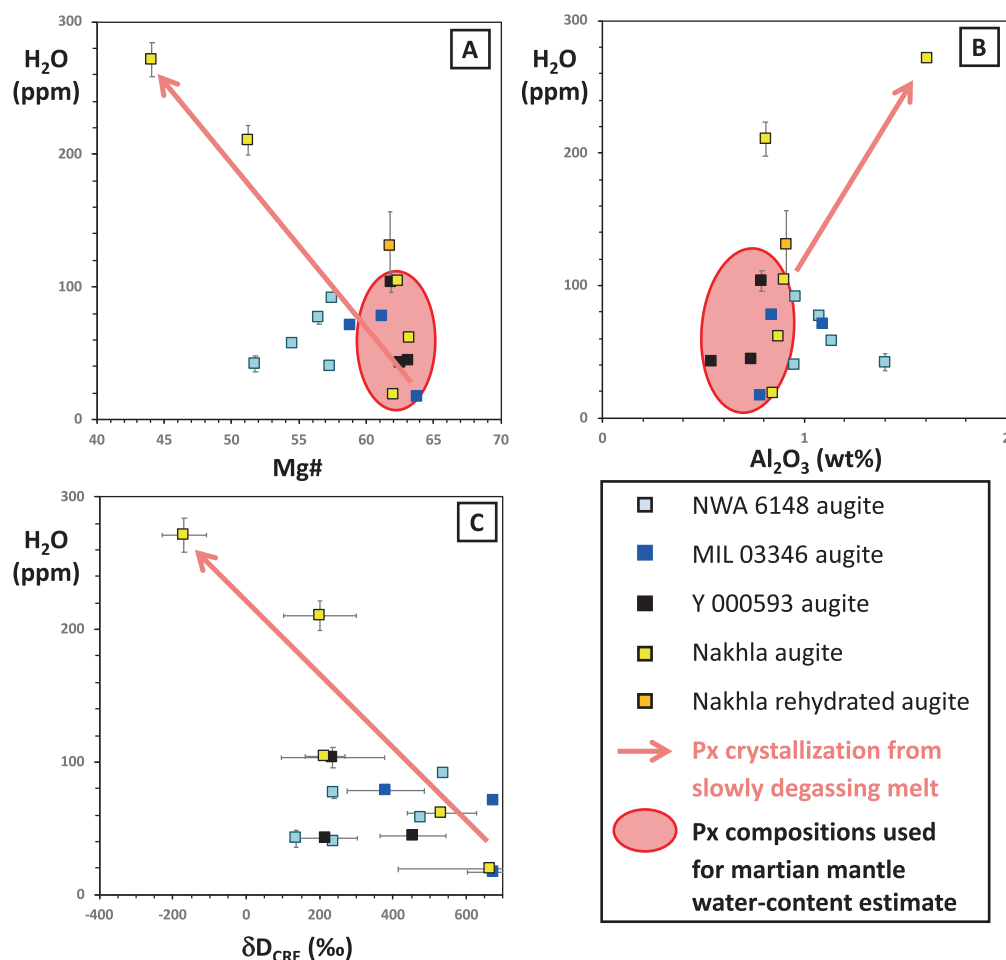 300
H₂O
(ppm)
A
200
100
0
40 45 50 55 60 65 70
Mg#
300
H₂O
(ppm)
B
200
100
0
0 1 2
Al₂O₃ (wt%)
300
H₂O
(ppm)
C
200
100
0
-400 -200 0 200 400 600
δD_CRE (‰)
NWA 6148 augite
MIL 03346 augite
Y 000593 augite
Nakhla augite
Nakhla rehydrated augite
Px crystallization from
slowly degassing melt
Px compositions used
for martian mantle
water-content estimate